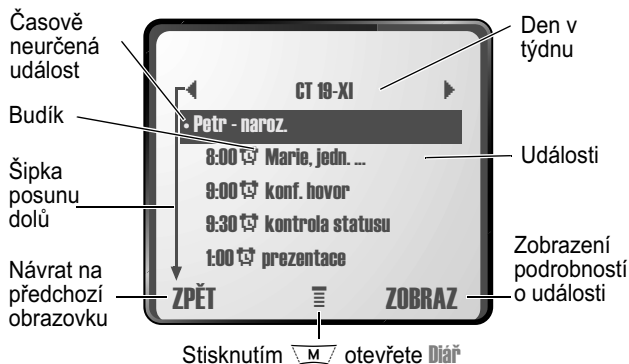 Časově
neurčená
událost
Budík
Šipka
posunu
dolů
Návrat na
předchozí
obrazovku
CT 19-XI
• Petr - naroz.
8:00 Marie, jedn. ...
9:00 konf. hovor
9:30 kontrola statusu
1:00 prezentace
ZPĚT ZOBRAZ
Den v
týdnu
Události
Zobrazení
podrobností
o události
Stisknutím M otevřete Diář